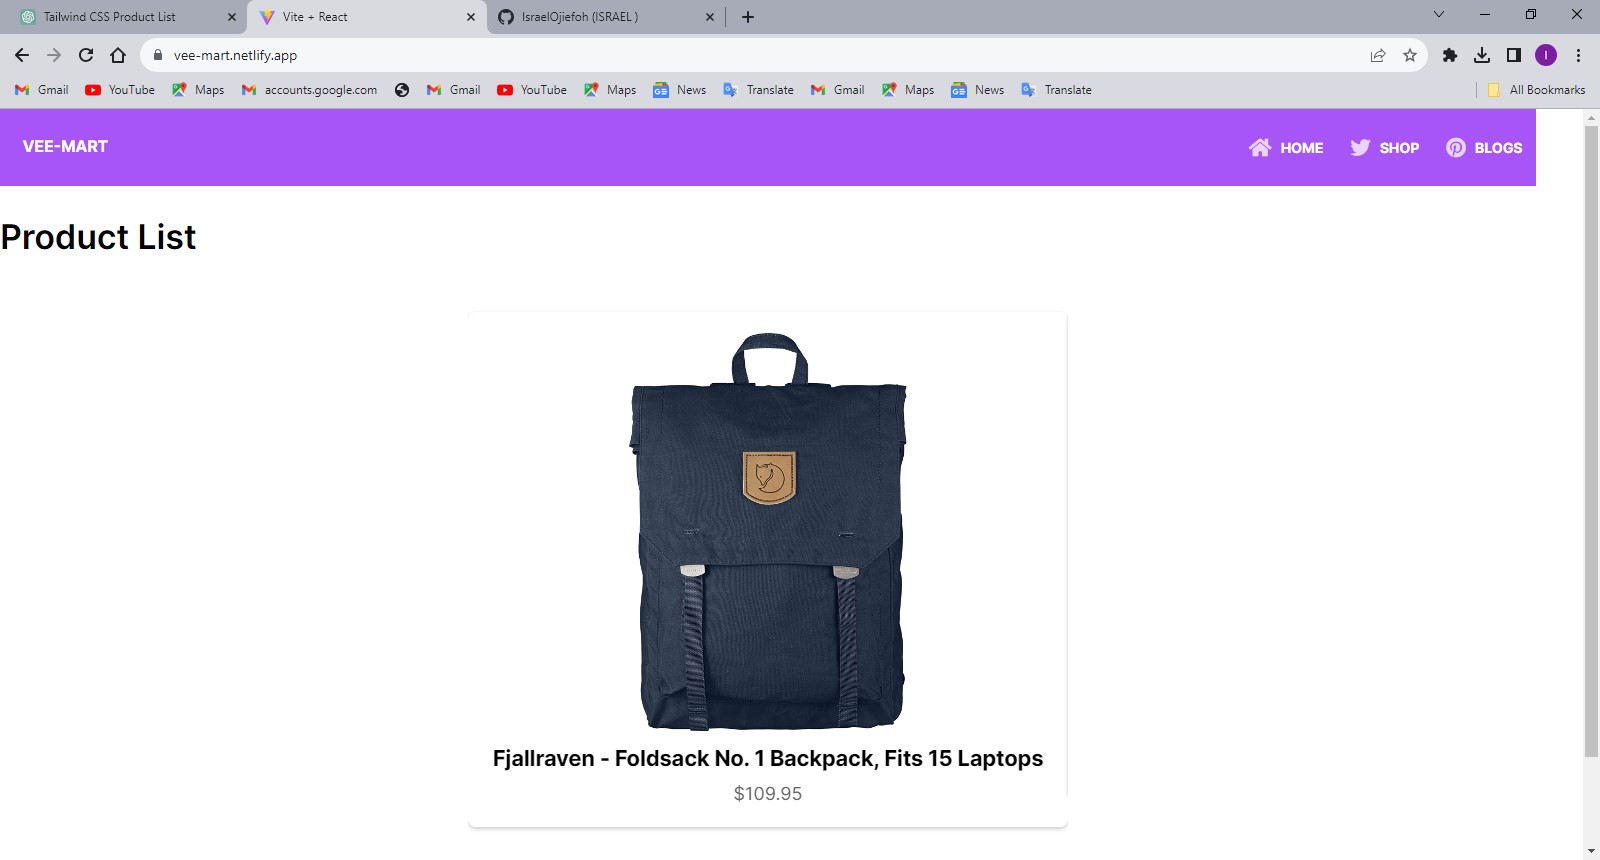 Tailwind CSS Product List
Vite + React
IsraelOjiefoh (ISRAEL )
vee-mart.netlify.app
I
Gmail YouTube Maps accounts.google.com Gmail YouTube Maps News Translate Gmail Maps News Translate All Bookmarks
VEE-MART
HOME SHOP BLOGS
Product List
Fjallraven - Foldsack No. 1 Backpack, Fits 15 Laptops
$109.95